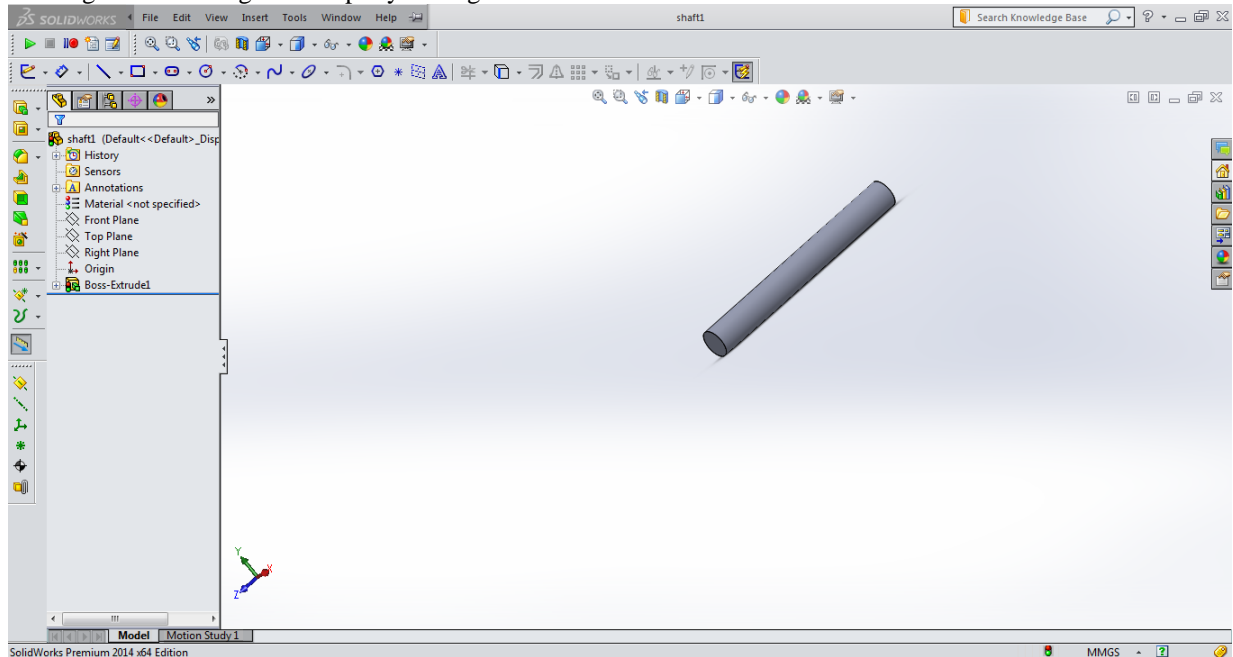 SOLIDWORKS File Edit View Insert Tools Window Help shaft1 Search Knowledge Base ?
»
shaft1 (Default<<Default>_Disp
History
Sensors
A Annotations
Material <not specified>
Front Plane
Top Plane
Right Plane
Origin
Boss-Extrude1
Y
X
Z
Model Motion Study 1
SolidWorks Premium 2014 x64 Edition MMGS ?